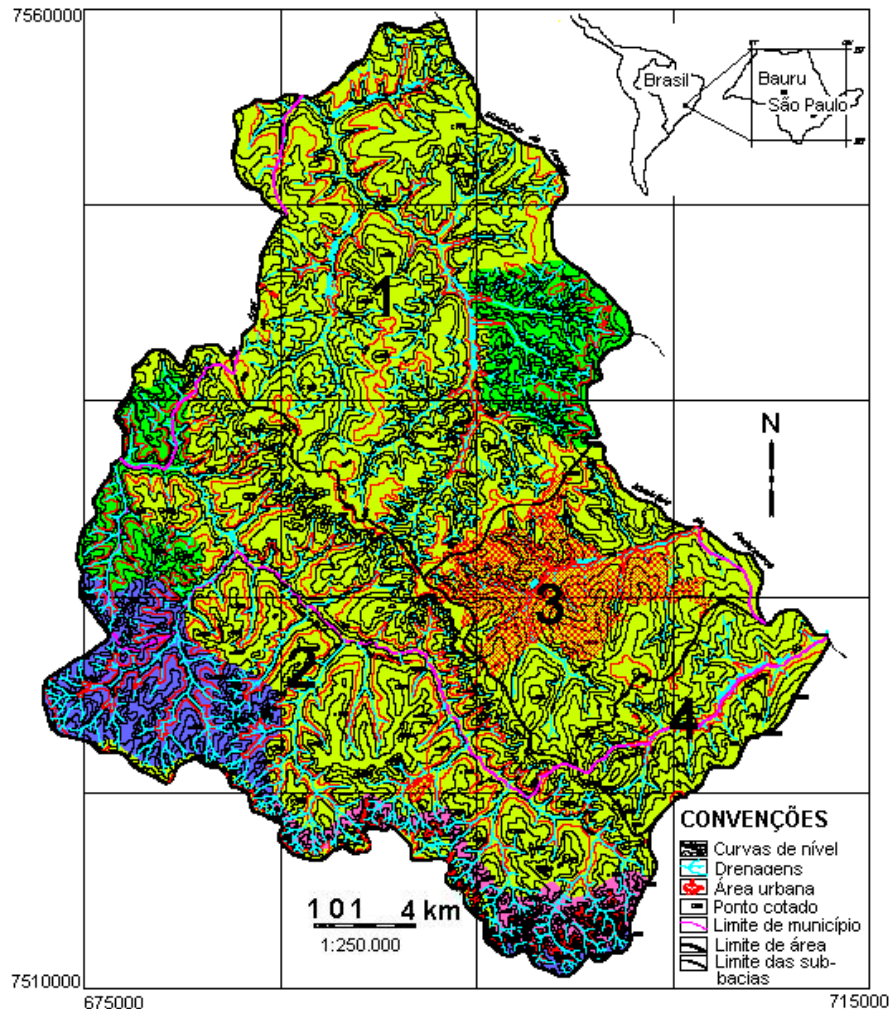 7560000
Brasil
Bauru
São Paulo
1
N
3
2
4
CONVENÇÕES
Curvas de nível
Drenagens
Área urbana
Ponto cotado
Limite de município
Limite de área
Limite das sub-
bacias
1 0 1 4 km
1:250.000
7510000
675000
715000